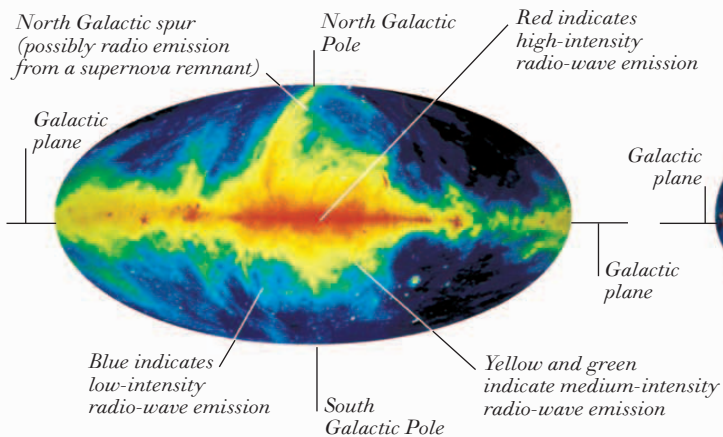 North Galactic spur
(possibly radio emission
from a supernova remnant)
North Galactic
Pole
Red indicates
high-intensity
radio-wave emission
Galactic
plane
Galactic
plane
Galactic
plane
Blue indicates
low-intensity
radio-wave emission
South
Galactic Pole
Yellow and green
indicate medium-intensity
radio-wave emission